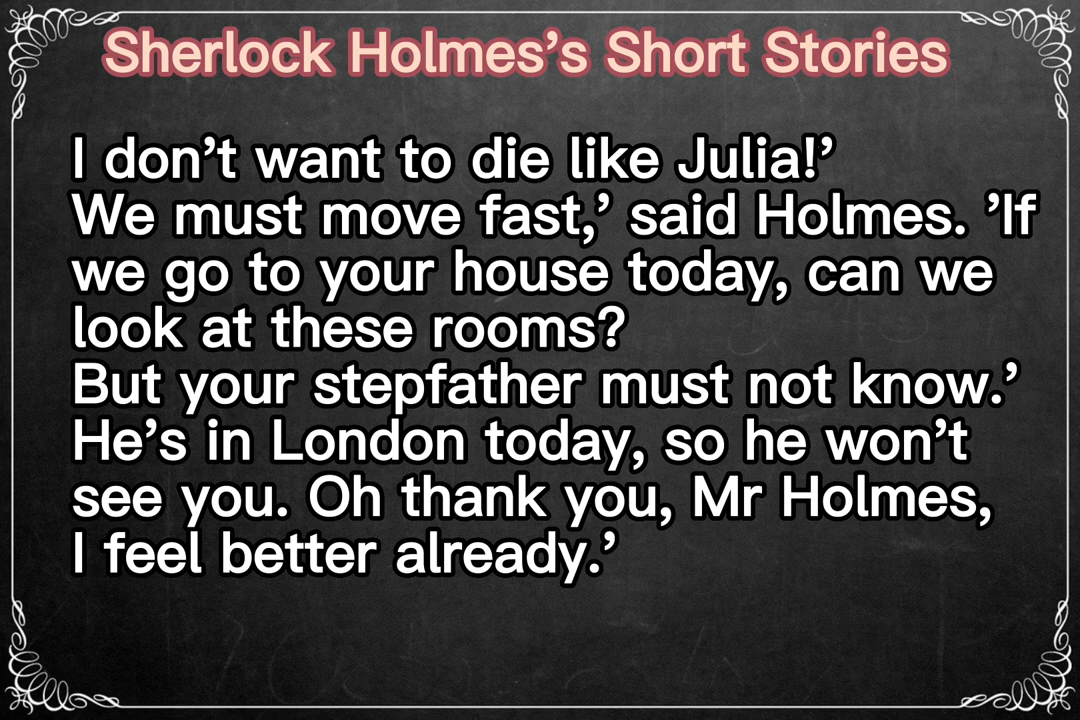 Sherlock Holmes’s Short Stories
I don’t want to die like Julia!’
We must move fast,’ said Holmes. ’If
we go to your house today, can we
look at these rooms?
But your stepfather must not know.’
He’s in London today, so he won’t
see you. Oh thank you, Mr Holmes,
I feel better already.’